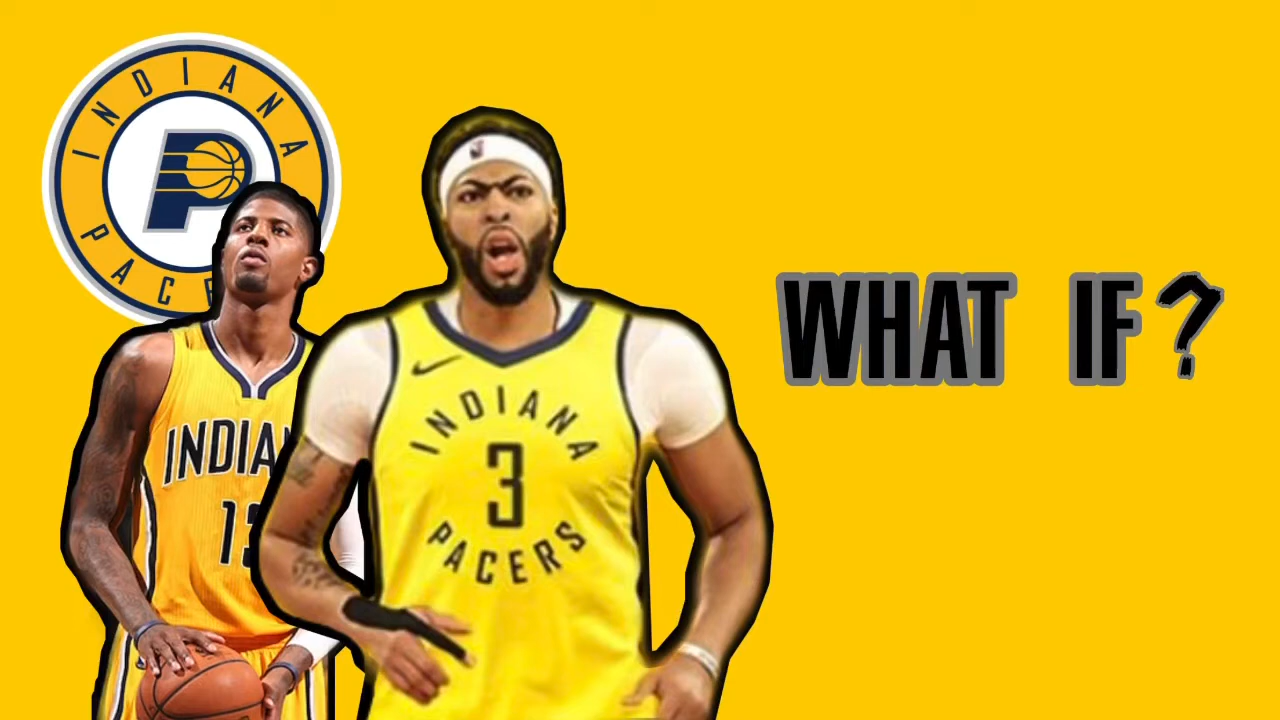 INDIANA
PACE
INDIAN
13
INDIANA
3
PACERS
WHAT IF?